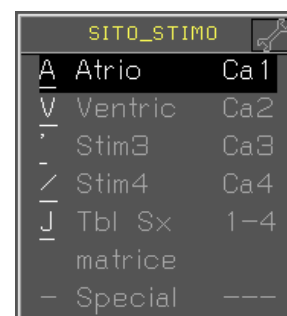 SITO_STIMO
A Atrio Ca1
V Ventric Ca2
' Stim3 Ca3
/ Stim4 Ca4
J Tbl Sx 1-4
matrice
- Special ---